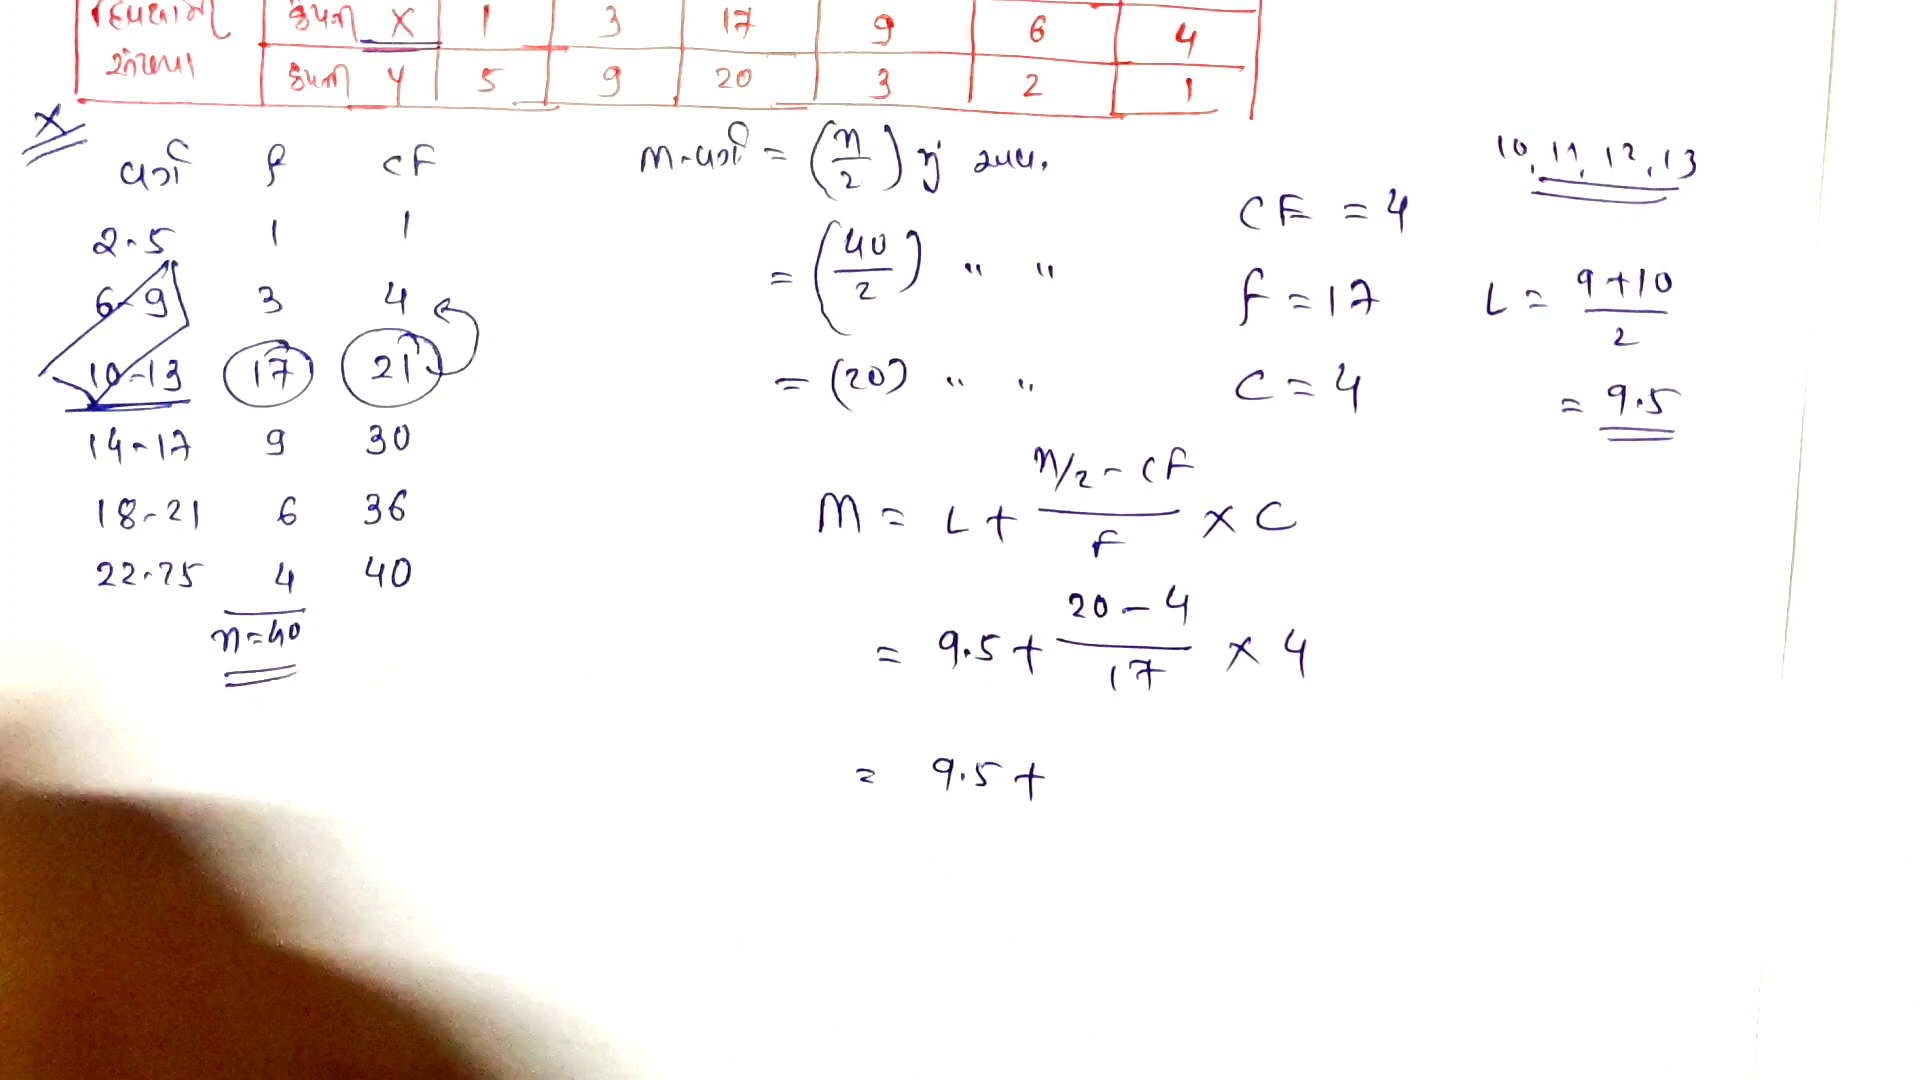 કંપની X 1 3 17 9 6 4
કંપની Y 5 9 20 3 2 1
X
વર્ગ f cF
2-5 1 1
6-9 3 4
10-13 17 21
14-17 9 30
18-21 6 36
22-25 4 40
n=40
M-વર્ગ = (n/2) નું અવ.
= (40/2) " "
= (20) " "
CF = 4
f = 17
C = 4
10, 11, 12, 13
L = 9+10/2
= 9.5
M = L + n/2 - CF/F × C
= 9.5 + 20-4/17 × 4
= 9.5 +